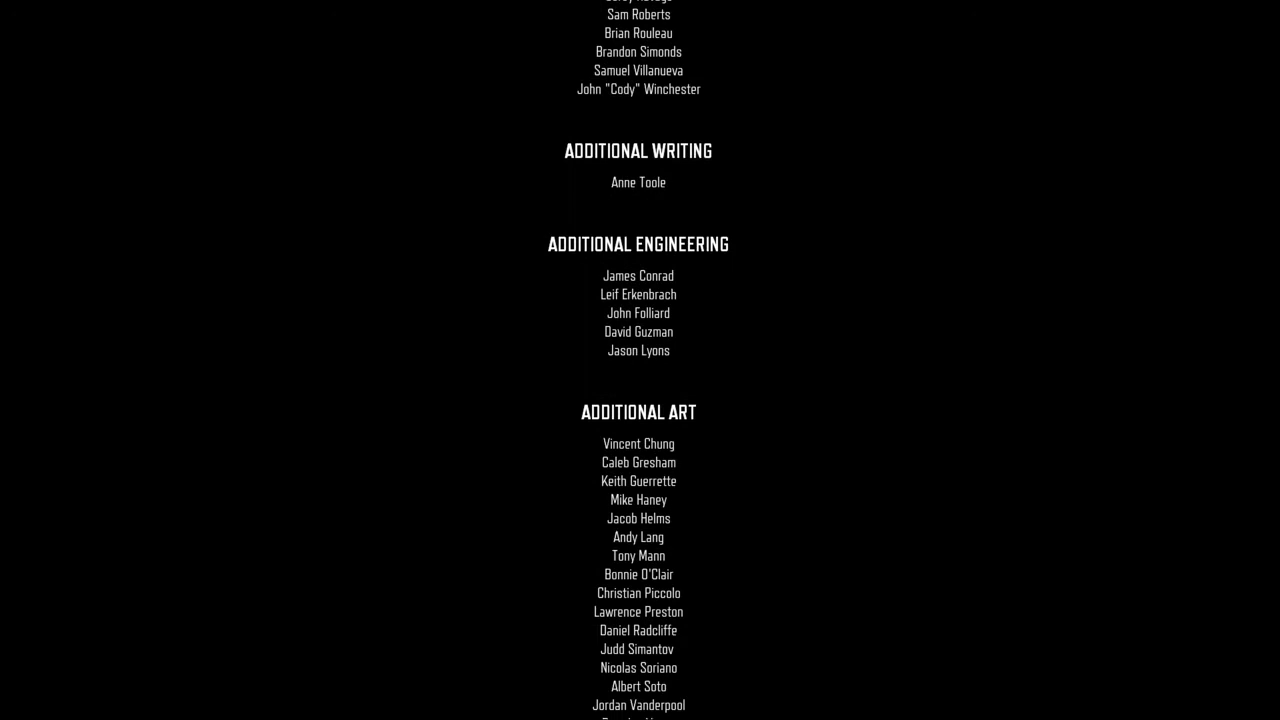 Sam Roberts
Brian Rouleau
Brandon Simonds
Samuel Villanueva
John "Cody" Winchester
ADDITIONAL WRITING
Anne Toole
ADDITIONAL ENGINEERING
James Conrad
Leif Erkenbrach
John Folliard
David Guzman
Jason Lyons
ADDITIONAL ART
Vincent Chung
Caleb Gresham
Keith Guerrette
Mike Haney
Jacob Helms
Andy Lang
Tony Mann
Bonnie O'Clair
Christian Piccolo
Lawrence Preston
Daniel Radcliffe
Judd Simantov
Nicolas Soriano
Albert Soto
Jordan Vanderpool